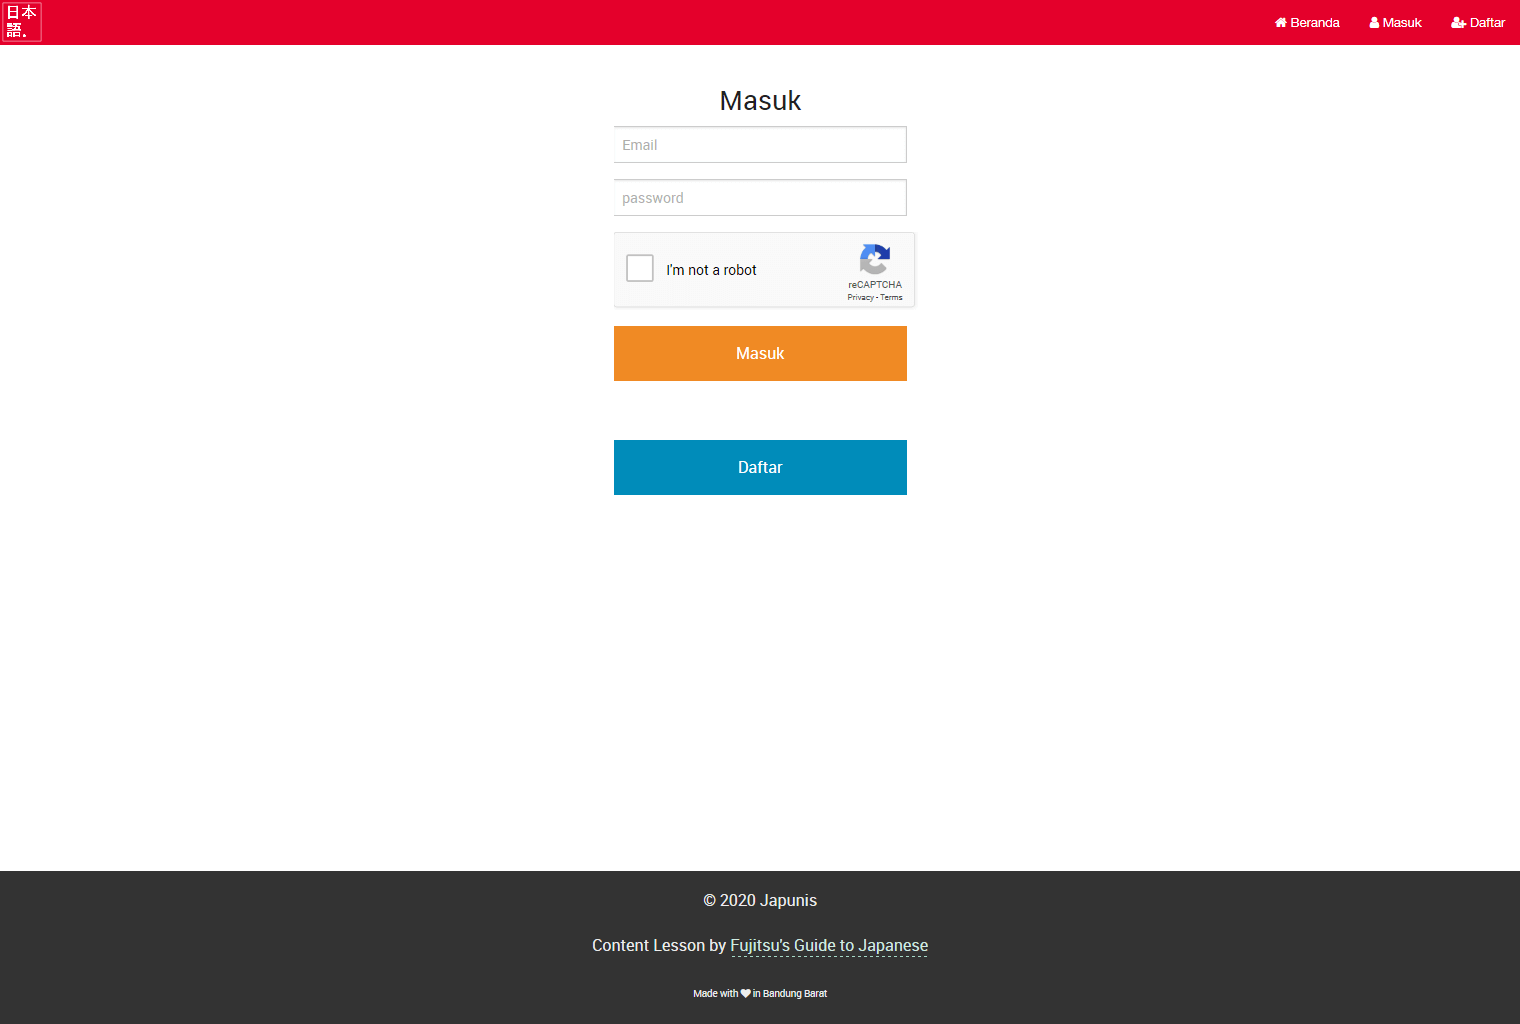 日本
語.
Beranda
Masuk
Daftar
Masuk
Email
password
I'm not a robot
reCAPTCHA
Privacy - Terms
Masuk
Daftar
© 2020 Japunis
Content Lesson by Fujitsu's Guide to Japanese
Made with in Bandung Barat